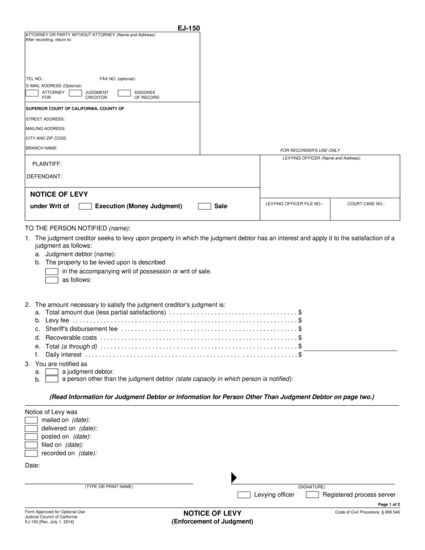 EJ-150
ATTORNEY OR PARTY WITHOUT ATTORNEY (Name and Address):
After recording, return to:
TEL NO.: FAX NO. (optional):
E-MAIL ADDRESS (Optional):
ATTORNEY FOR JUDGMENT CREDITOR ASSIGNEE OF RECORD
SUPERIOR COURT OF CALIFORNIA, COUNTY OF
STREET ADDRESS:
MAILING ADDRESS:
CITY AND ZIP CODE:
BRANCH NAME:
FOR RECORDER'S USE ONLY
PLAINTIFF:
DEFENDANT:
LEVYING OFFICER (Name and Address):
NOTICE OF LEVY
under Writ of Execution (Money Judgment) Sale
LEVYING OFFICER FILE NO.: COURT CASE NO.:
TO THE PERSON NOTIFIED (name):
1. The judgment creditor seeks to levy upon property in which the judgment debtor has an interest and apply it to the satisfaction of a
judgment as follows:
a. Judgment debtor (name):
b. The property to be levied upon is described
in the accompanying writ of possession or writ of sale.
as follows:
2. The amount necessary to satisfy the judgment creditor's judgment is:
a. Total amount due (less partial satisfactions) . . . . . . . . . . . . . . . . . . . . . . . . . . . . . . . . . . . . . $
b. Levy fee . . . . . . . . . . . . . . . . . . . . . . . . . . . . . . . . . . . . . . . . . . . . . . . . . . . . . . . . . . . . . . . . . $
c. Sheriff's disbursement fee . . . . . . . . . . . . . . . . . . . . . . . . . . . . . . . . . . . . . . . . . . . . . . . . . . . $
d. Recoverable costs . . . . . . . . . . . . . . . . . . . . . . . . . . . . . . . . . . . . . . . . . . . . . . . . . . . . . . . . . $
e. Total (a through d) . . . . . . . . . . . . . . . . . . . . . . . . . . . . . . . . . . . . . . . . . . . . . . . . . . . . . . . . . $
f. Daily interest . . . . . . . . . . . . . . . . . . . . . . . . . . . . . . . . . . . . . . . . . . . . . . . . . . . . . . . . . . . . . $
3. You are notified as
a. a judgment debtor.
b. a person other than the judgment debtor (state capacity in which person is notified):
(Read Information for Judgment Debtor or Information for Person Other Than Judgment Debtor on page two.)
Notice of Levy was
mailed on (date):
delivered on (date):
posted on (date):
filed on (date):
recorded on (date):
Date:
(TYPE OR PRINT NAME) (SIGNATURE)
Levying officer Registered process server
Page 1 of 2
Form Approved for Optional Use
Judicial Council of California
EJ-150 [Rev. July 1, 2014]
NOTICE OF LEVY
(Enforcement of Judgment)
Code of Civil Procedure, § 699.540